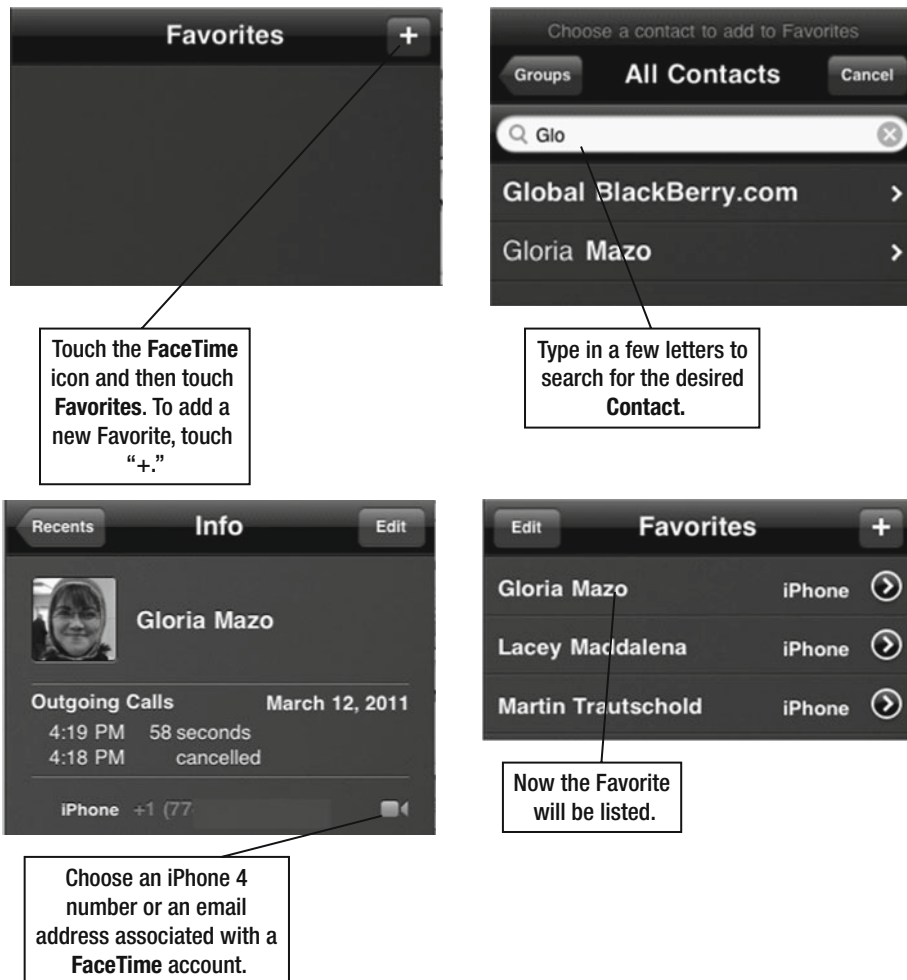 Favorites +
Touch the FaceTime
icon and then touch
Favorites. To add a
new Favorite, touch
“+.”
Choose a contact to add to Favorites
Groups All Contacts Cancel
Glo
Global BlackBerry.com
Gloria Mazo
Type in a few letters to
search for the desired
Contact.
Recents Info Edit
Gloria Mazo
Outgoing Calls March 12, 2011
4:19 PM 58 seconds
4:18 PM cancelled
iPhone +1 (77
Choose an iPhone 4
number or an email
address associated with a
FaceTime account.
Edit Favorites +
Gloria Mazo iPhone
Lacey Maddalena iPhone
Martin Trautschold iPhone
Now the Favorite
will be listed.